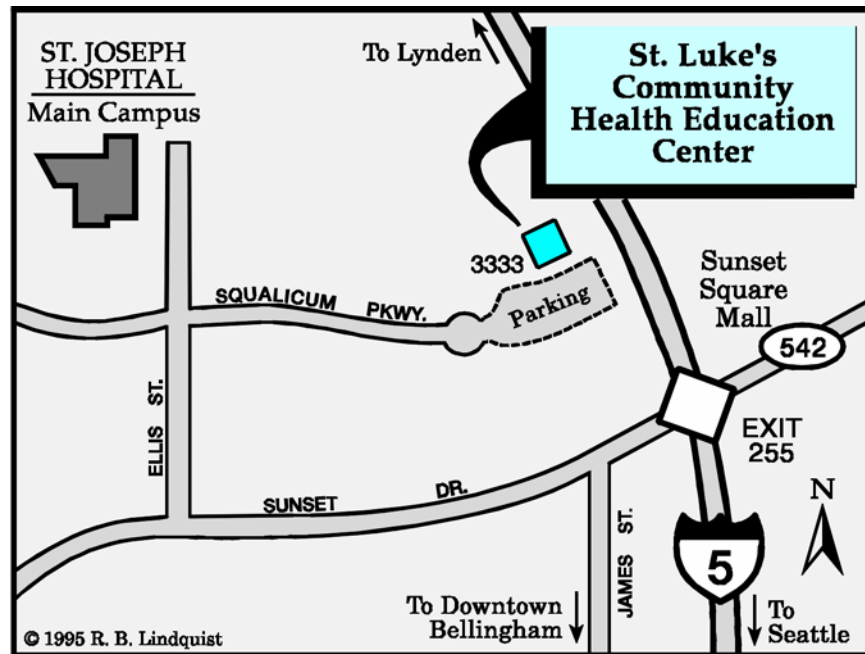 ST. JOSEPH
HOSPITAL
Main Campus
To Lynden
St. Luke's
Community
Health Education
Center
3333
SQUALICUM PKWY.
Parking
Sunset
Square
Mall
542
ELLIS ST.
EXIT
255
SUNSET DR.
N
JAMES ST.
5
To Downtown
Bellingham
To
Seattle
© 1995 R. B. Lindquist